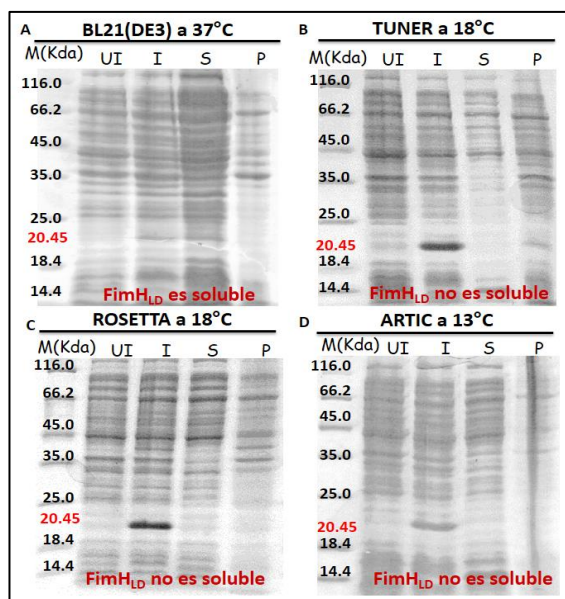 A BL21(DE3) a 37°C
M(Kda) UI I S P
116.0
66.2
45.0
35.0
25.0
20.45
18.4
14.4
FimH_LD es soluble
B TUNER a 18°C
M(Kda) UI I S P
116.0
66.2
45.0
35.0
25.0
20.45
18.4
14.4
FimH_LD no es soluble
C ROSETTA a 18°C
M(Kda) UI I S P
116.0
66.2
45.0
35.0
25.0
20.45
18.4
14.4
FimH_LD no es soluble
D ARTIC a 13°C
M(Kda) UI I S P
116.0
66.2
45.0
35.0
25.0
20.45
18.4
14.4
FimH_LD no es soluble